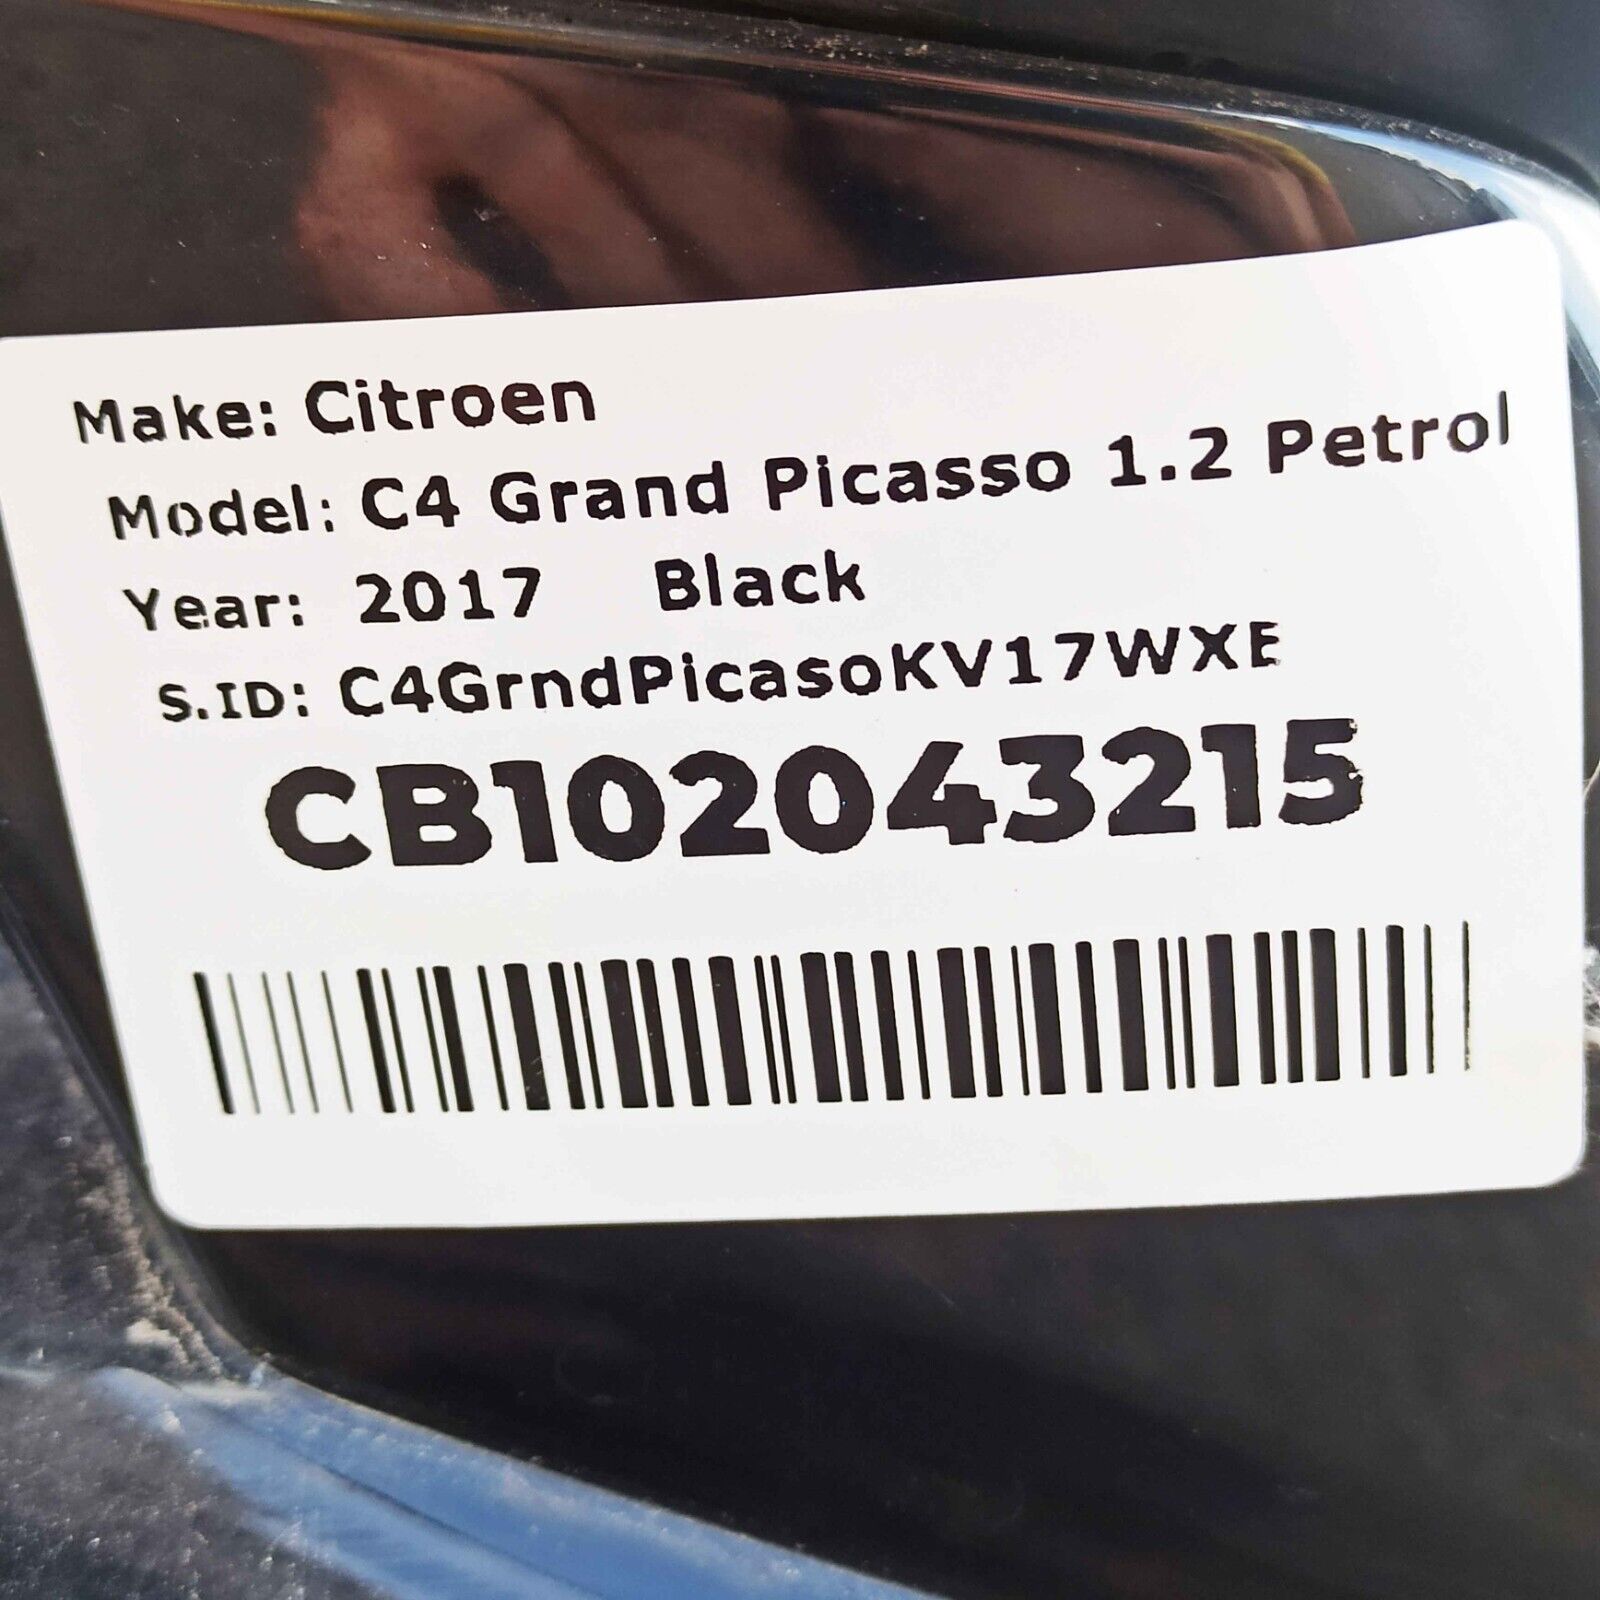 Make: Citroen
Model: C4 Grand Picasso 1.2 Petrol
Year: 2017 Black
S.ID: C4GrndPicasoKV17WXE
CB102043215